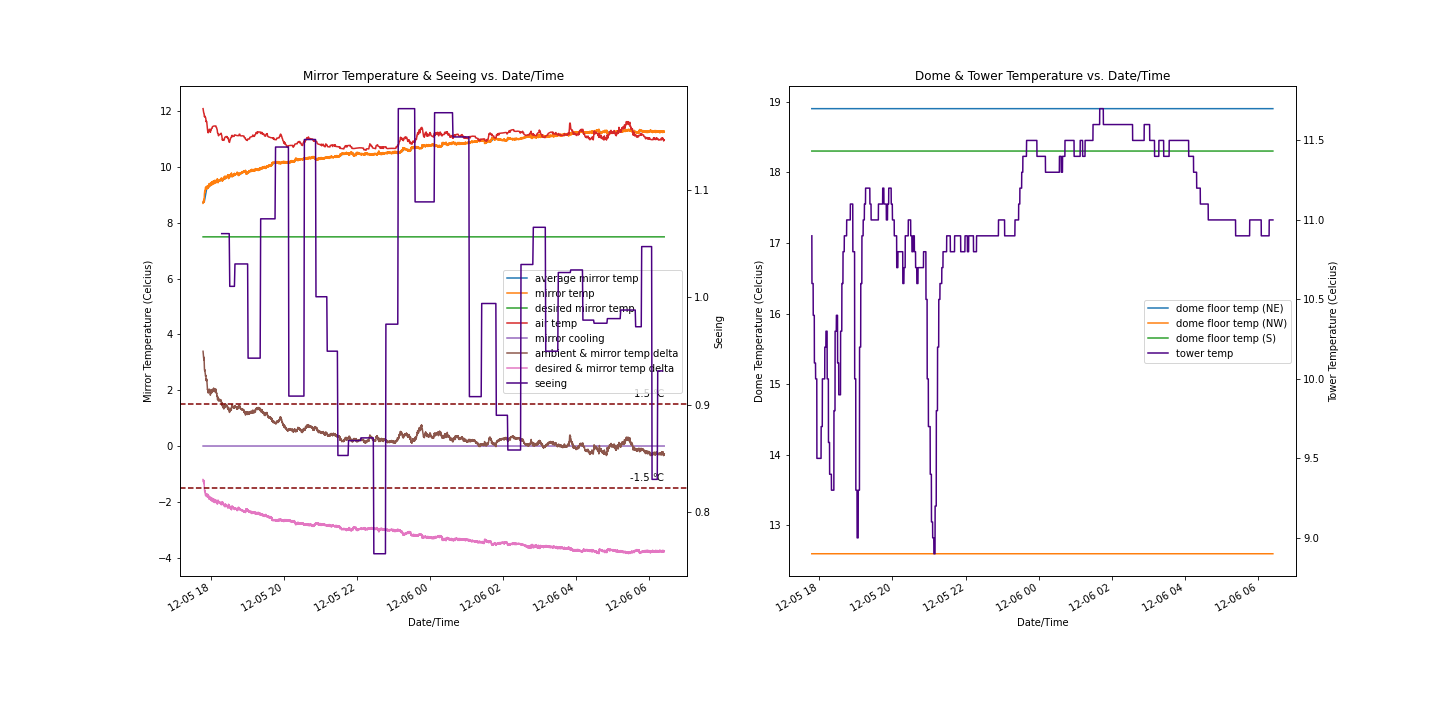 Mirror Temperature & Seeing vs. Date/Time
Mirror Temperature (Celcius)
12
10
8
6
4
2
0
−2
−4
1.1
1.0
0.9
0.8
Seeing
average mirror temp
mirror temp
desired mirror temp
air temp
mirror cooling
ambient & mirror temp delta
desired & mirror temp delta
seeing
1.5 °C
-1.5 °C
12-05 18
12-05 20
12-05 22
12-06 00
12-06 02
12-06 04
12-06 06
Date/Time
Dome & Tower Temperature vs. Date/Time
Dome Temperature (Celcius)
19
18
17
16
15
14
13
11.5
11.0
10.5
10.0
9.5
9.0
Tower Temperature (Celcius)
dome floor temp (NE)
dome floor temp (NW)
dome floor temp (S)
tower temp
12-05 18
12-05 20
12-05 22
12-06 00
12-06 02
12-06 04
12-06 06
Date/Time